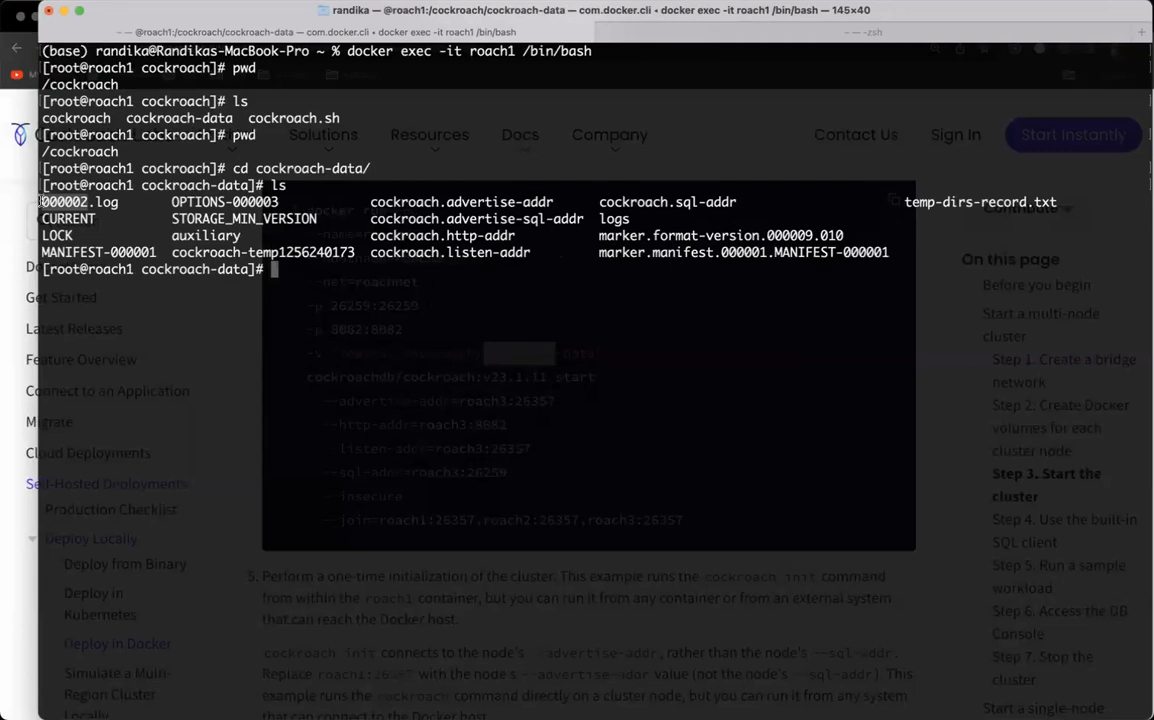 randika — @roach1:/cockroach/cockroach-data — com.docker.cli • docker exec -it roach1 /bin/bash — 145×40
— @roach1:/cockroach/cockroach-data — com.docker.cli • docker exec -it roach1 /bin/bash
-zsh
(base) randika@Randikas-MacBook-Pro ~ % docker exec -it roach1 /bin/bash
[root@roach1 cockroach]# pwd
/cockroach
[root@roach1 cockroach]# ls
cockroach cockroach-data cockroach.sh
[root@roach1 cockroach]# pwd
/cockroach
[root@roach1 cockroach]# cd cockroach-data/
[root@roach1 cockroach-data]# ls
000002.log OPTIONS-000003 cockroach.advertise-addr cockroach.sql-addr temp-dirs-record.txt
CURRENT STORAGE_MIN_VERSION cockroach.advertise-sql-addr logs
LOCK auxiliary cockroach.http-addr marker.format-version.000009.010
MANIFEST-000001 cockroach-temp1256240173 cockroach.listen-addr marker.manifest.000001.MANIFEST-000001
[root@roach1 cockroach-data]#
Solutions Resources Docs Company Contact Us Sign In Start Instantly
Get Started
Latest Releases
Feature Overview
Connect to an Application
Migrate
Cloud Deployments
Self-Hosted Deployments
Production Checklist
Deploy Locally
Deploy from Binary
Deploy in
Kubernetes
Deploy in Docker
Simulate a Multi-
Region Cluster
Locally
--net=roachnet
-p 26259:26259
-p 8082:8082
cockroachdb/cockroach:v23.1.11 start
--advertise-addr=roach3:26357
--http-addr=roach3:8082
listen-addr=roach3:26357
--sql-addr=roach3:26259
--insecure
--join=roach1:26357,roach2:26357,roach3:26357
5. Perform a one-time initialization of the cluster. This example runs the cockroach init command
from within the roach1 container, but you can run it from any container or from an external system
that can reach the Docker host.
cockroach init connects to the node's --advertise-addr, rather than the node's --sql-addr.
Replace roach1:26357 with the node's --advertise-addr value (not the node's --sql-addr). This
example runs the cockroach command directly on a cluster node, but you can run it from any system
that can connect to the Docker host.
Contribute
On this page
Before you begin
Start a multi-node
cluster
Step 1. Create a bridge
network
Step 2. Create Docker
volumes for each
cluster node
Step 3. Start the
cluster
Step 4. Use the built-in
SQL client
Step 5. Run a sample
workload
Step 6. Access the DB
Console
Step 7. Stop the
cluster
Start a single-node